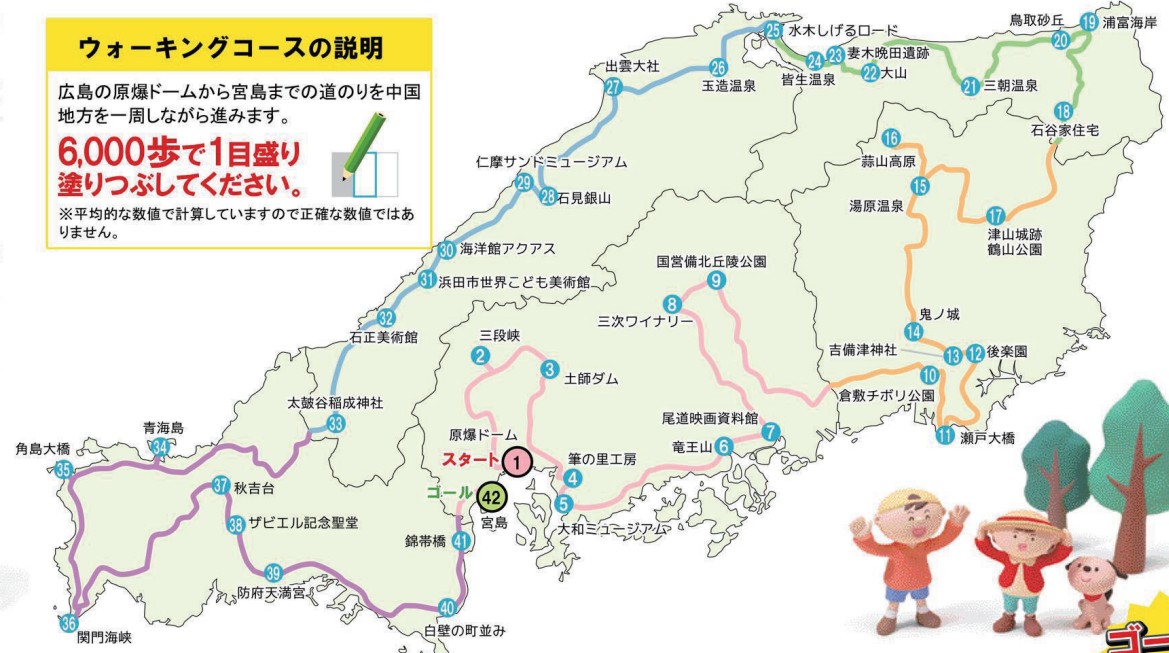 ウォーキングコースの説明
広島の原爆ドームから宮島までの道のりを中国
地方を一周しながら進みます。
6,000歩で1目盛り
塗りつぶしてください。
※平均的な数値で計算していますので正確な数値ではあ
りません。
原爆ドーム
スタート 1
2 三段峡
3 土師ダム
4 筆の里工房
5 大和ミュージアム
6 竜王山
7 尾道映画資料館
8 三次ワイナリー
9 国営備北丘陵公園
10 倉敷チボリ公園
11 瀬戸大橋
12 後楽園
13 吉備津神社
14 鬼ノ城
15 湯原温泉
16 蒜山高原
17 津山城跡
鶴山公園
18 石谷家住宅
19 浦富海岸
20 鳥取砂丘
21 三朝温泉
22 大山
23 妻木晩田遺跡
24 皆生温泉
25 水木しげるロード
26 玉造温泉
27 出雲大社
28 石見銀山
29 仁摩サンドミュージアム
30 海洋館アクアス
31 浜田市世界こども美術館
32 石正美術館
33 太皷谷稲成神社
34 青海島
35 角島大橋
36 関門海峡
37 秋吉台
38 ザビエル記念聖堂
39 防府天満宮
40 白壁の町並み
41 錦帯橋
ゴール 42
宮島
ゴー